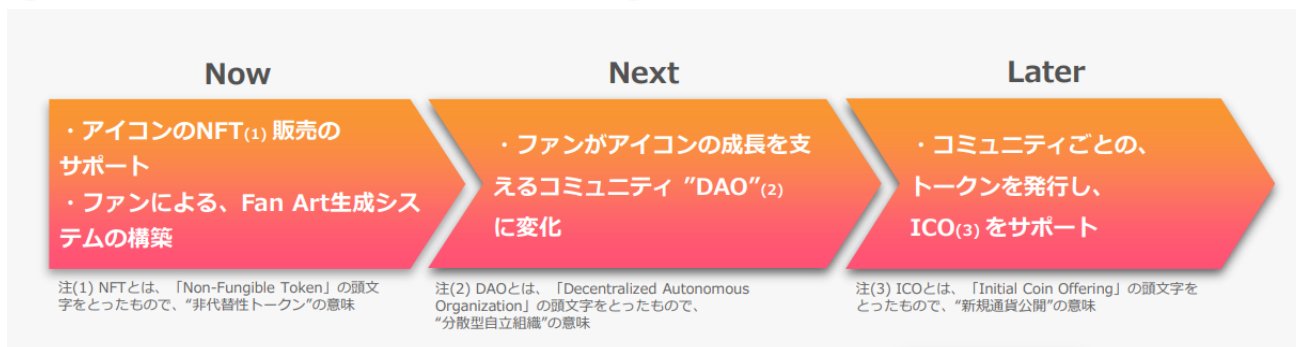 Now
・アイコンのNFT(1) 販売の
サポート
・ファンによる、Fan Art生成シス
テムの構築
注(1) NFTとは、「Non-Fungible Token」の頭文
字をとったもので、“非代替性トークン”の意味
Next
・ファンがアイコンの成長を支
えるコミュニティ ”DAO”(2)
に変化
注(2) DAOとは、「Decentralized Autonomous
Organization」の頭文字をとったもので、
“分散型自立組織”の意味
Later
・コミュニティごとの、
トークンを発行し、
ICO(3) をサポート
注(3) ICOとは、「Initial Coin Offering」の頭文字を
とったもので、“新規通貨公開”の意味